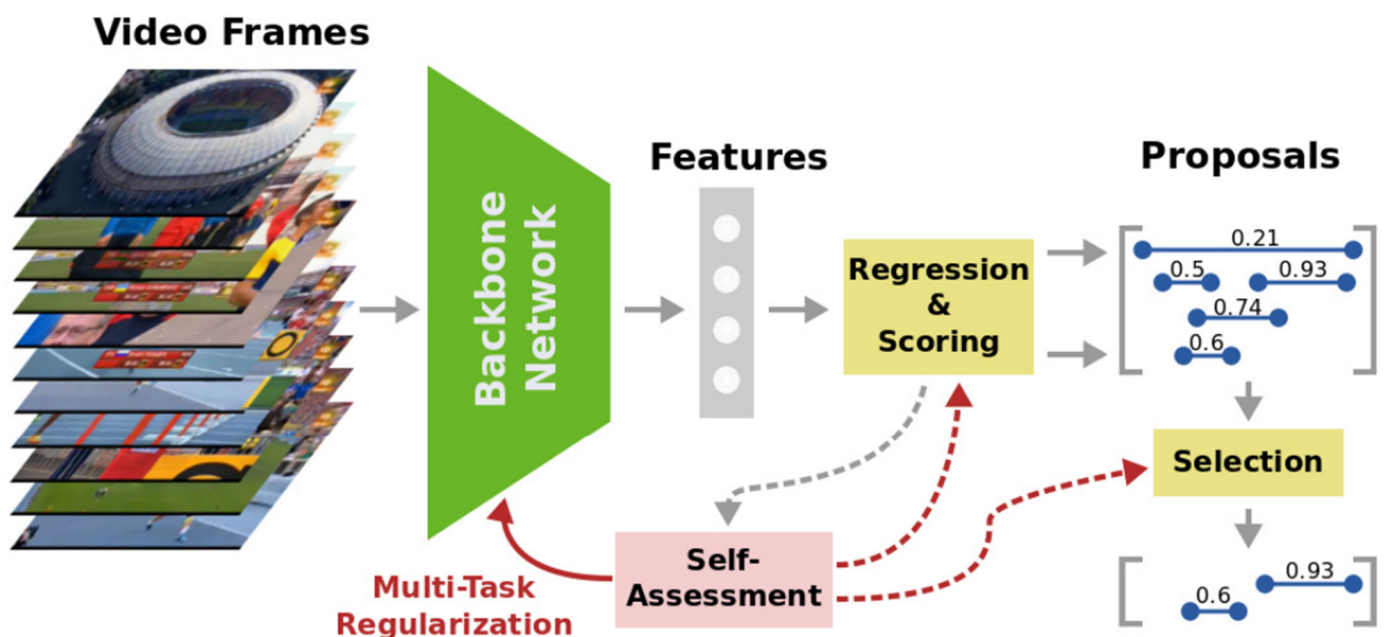 Video Frames
Backbone
Network
Features
Regression
&
Scoring
Proposals
0.21
0.5
0.93
0.74
0.6
Selection
Self-
Assessment
Multi-Task
Regularization
0.93
0.6